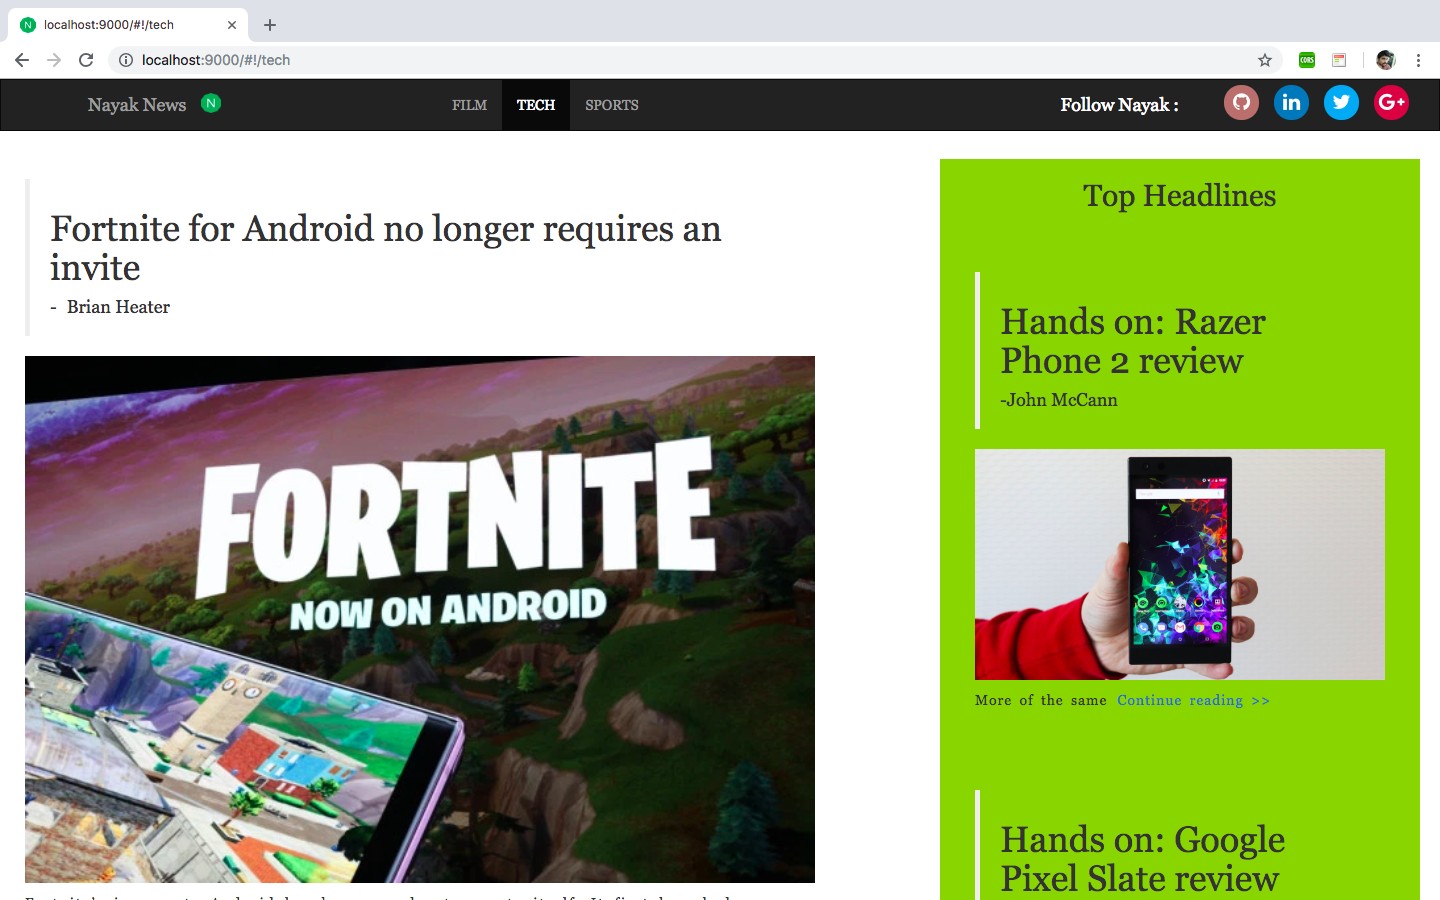 localhost:9000/#!/tech
localhost:9000/#!/tech
CORS
Nayak News N
FILM
TECH
SPORTS
Follow Nayak :
in
G+
Fortnite for Android no longer requires an
invite
- Brian Heater
FORTNITE
NOW ON ANDROID
Top Headlines
Hands on: Razer
Phone 2 review
-John McCann
More of the same Continue reading >>
Hands on: Google
Pixel Slate review